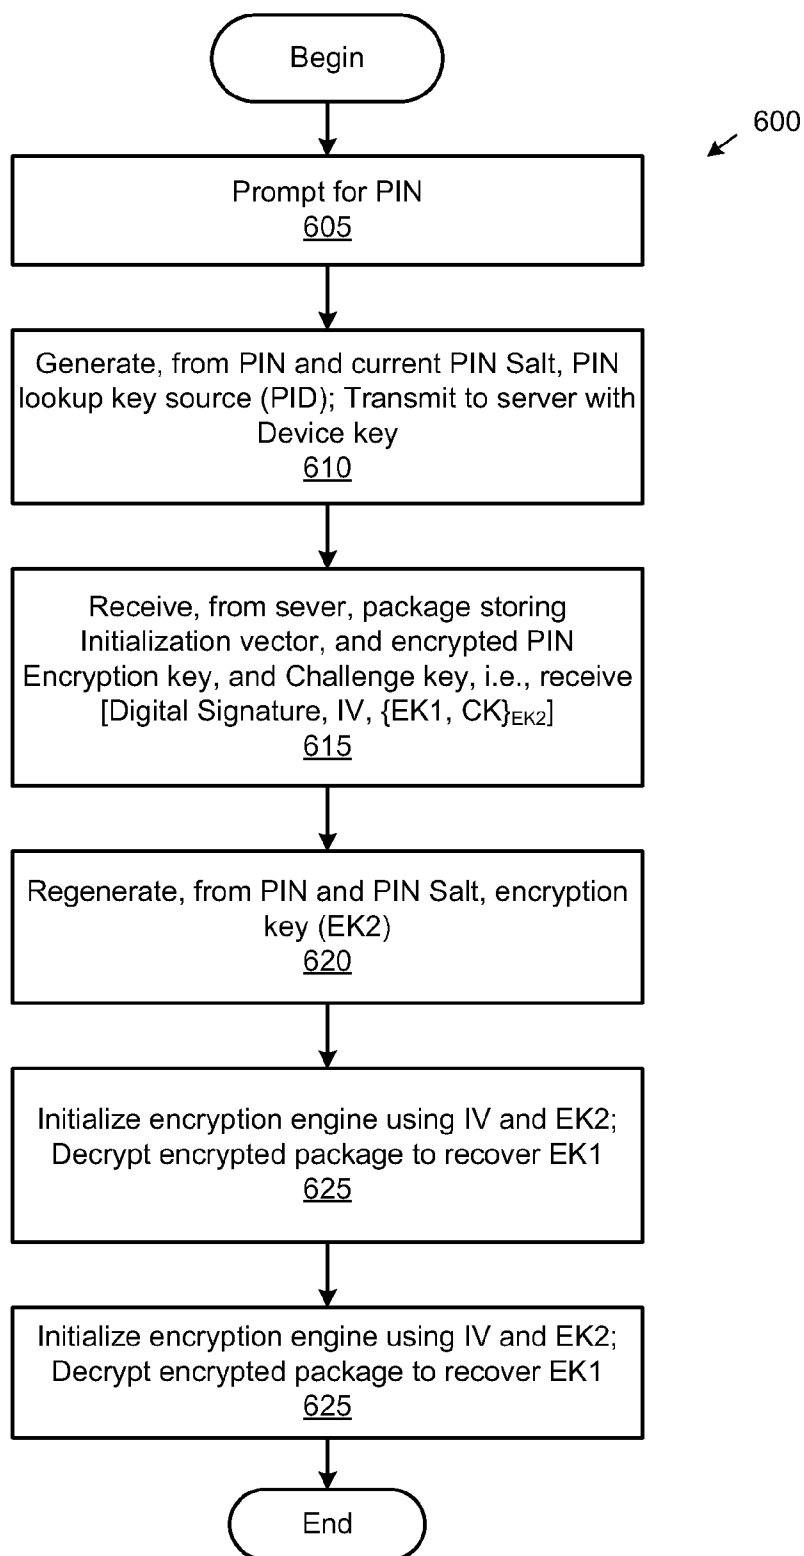 Begin
600
Prompt for PIN
605
Generate, from PIN and current PIN Salt, PIN
lookup key source (PID); Transmit to server with
Device key
610
Receive, from sever, package storing
Initialization vector, and encrypted PIN
Encryption key, and Challenge key, i.e., receive
[Digital Signature, IV, {EK1, CK}EK2]
615
Regenerate, from PIN and PIN Salt, encryption
key (EK2)
620
Initialize encryption engine using IV and EK2;
Decrypt encrypted package to recover EK1
625
Initialize encryption engine using IV and EK2;
Decrypt encrypted package to recover EK1
625
End